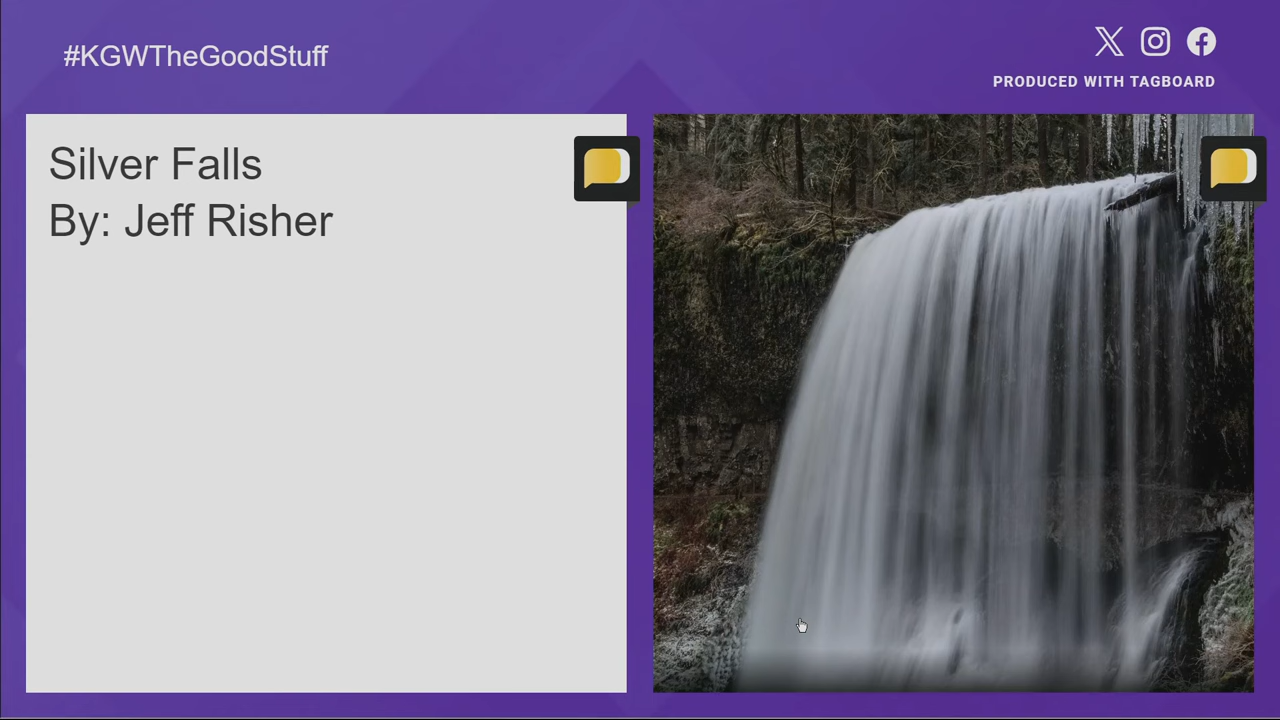 #KGWTheGoodStuff
PRODUCED WITH TAGBOARD
Silver Falls
By: Jeff Risher